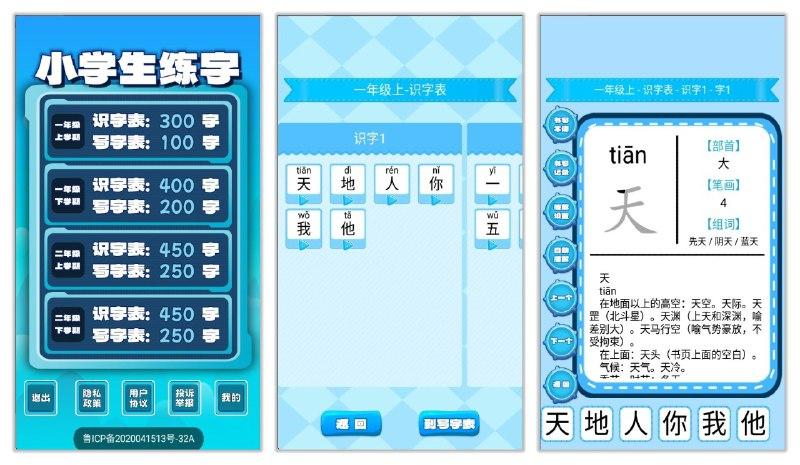 小学生练字
一年级
上学期
识字表: 300 字
写字表: 100 字
一年级
下学期
识字表: 400 字
写字表: 200 字
二年级
上学期
识字表: 450 字
写字表: 250 字
二年级
下学期
识字表: 450 字
写字表: 250 字
退出
隐私
政策
用户
协议
投诉
举报
我的
鲁ICP备2020041513号-32A
一年级上-识字表
识字1
tiān dì rén nǐ yī
天 地 人 你 一
wǒ tā wǔ
我 他 五
返 回
到写字表
一年级上 - 识字表 - 识字1 - 字1
上一个
下一个
返回
tiān
天
【部首】
大
【笔画】
4
【组词】
先天 / 阴天 / 蓝天
天
tiān
在地面以上的高空：天空。天际。天
罡（北斗星）。天渊（上天和深渊，喻
差别大）。天马行空（喻气势豪放，不
受拘束）。
在上面：天头（书页上面的空白）。
气候：天气。天冷。
天 地 人 你 我 他